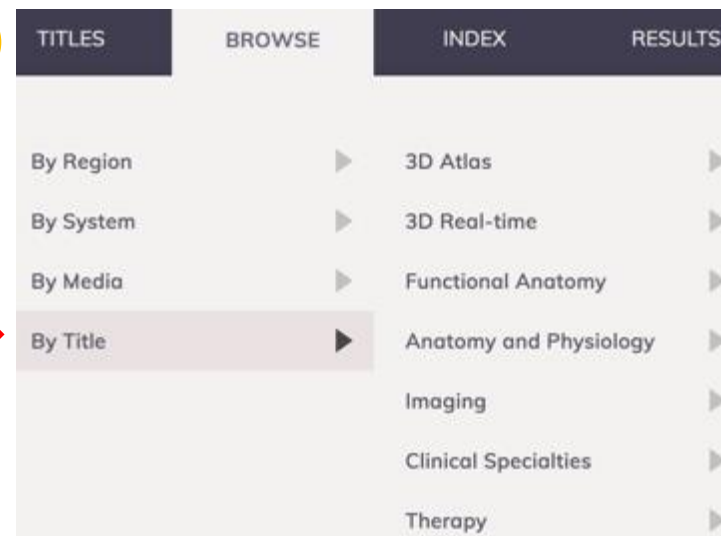 TITLES BROWSE INDEX RESULTS
By Region
By System
By Media
By Title
3D Atlas
3D Real-time
Functional Anatomy
Anatomy and Physiology
Imaging
Clinical Specialties
Therapy